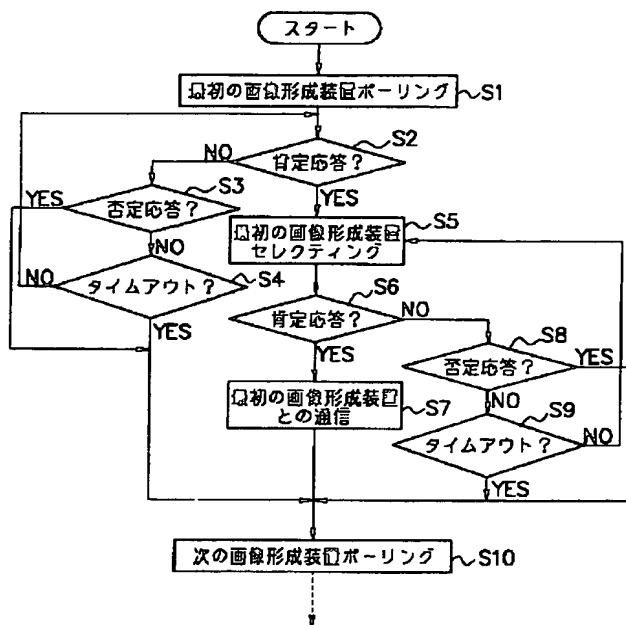 スタート
最初の画像形成装置ポーリング
S1
S2
肯定応答?
NO
YES
S3
否定応答?
YES
NO
S4
タイムアウト?
NO
YES
S5
最初の画像形成装置
セレクティング
S6
肯定応答?
NO
YES
S7
最初の画像形成装置
との通信
S8
否定応答?
YES
NO
S9
タイムアウト?
NO
YES
次の画像形成装置ポーリング
S10